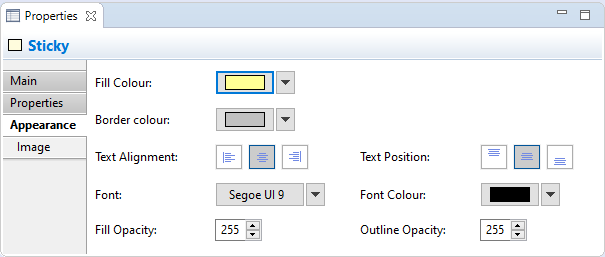 Properties
Sticky
Main
Properties
Appearance
Image
Fill Colour:
Border colour:
Text Alignment: Text Position:
Font: Segoe UI 9 Font Colour:
Fill Opacity: 255 Outline Opacity: 255